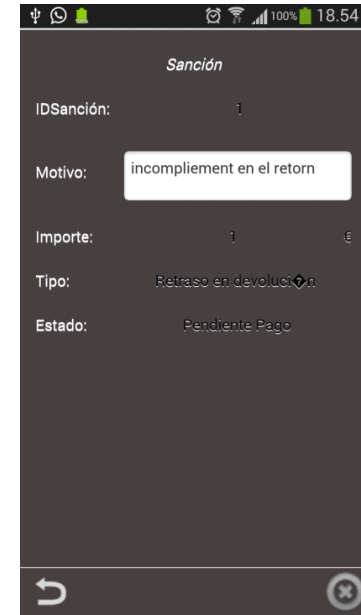 100% 18.54
Sanción
IDSanción: 1
Motivo: incompliement en el retorn
Importe: 1 €
Tipo: Retraso en devoluci�n
Estado: Pendiente Pago